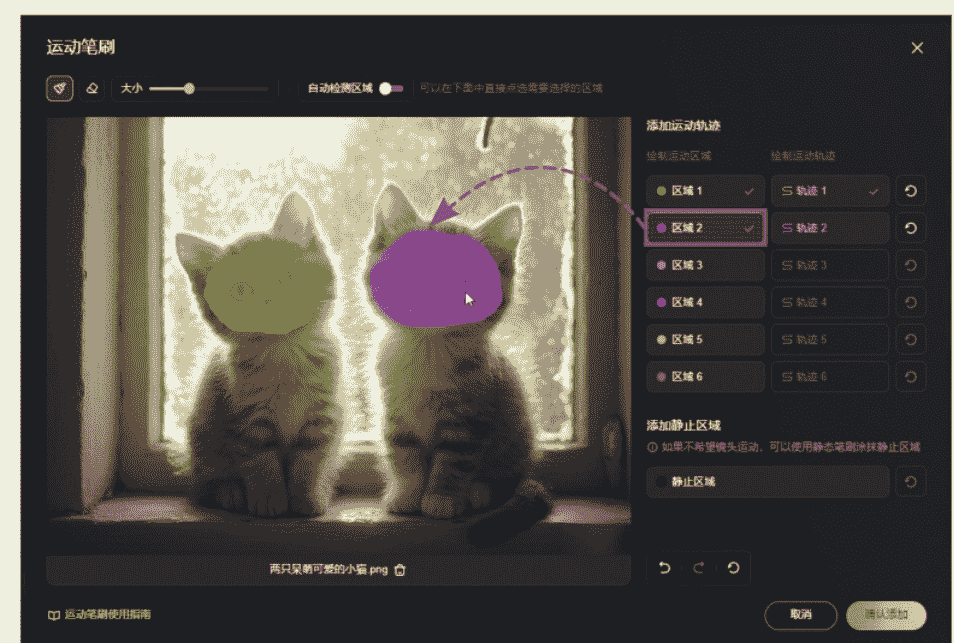 运动笔刷
大小
自动检测区域
可以在下图中直接点选需要选择的区域
添加运动轨迹
绘制运动区域 绘制运动轨迹
区域 1 轨迹 1
区域 2 轨迹 2
区域 3 轨迹 3
区域 4 轨迹 4
区域 5 轨迹 5
区域 6 轨迹 6
添加静止区域
如果不希望镜头运动，可以使用静态笔刷涂抹静止区域
静止区域
两只呆萌可爱的小猫.png
运动笔刷使用指南
取消
确认添加